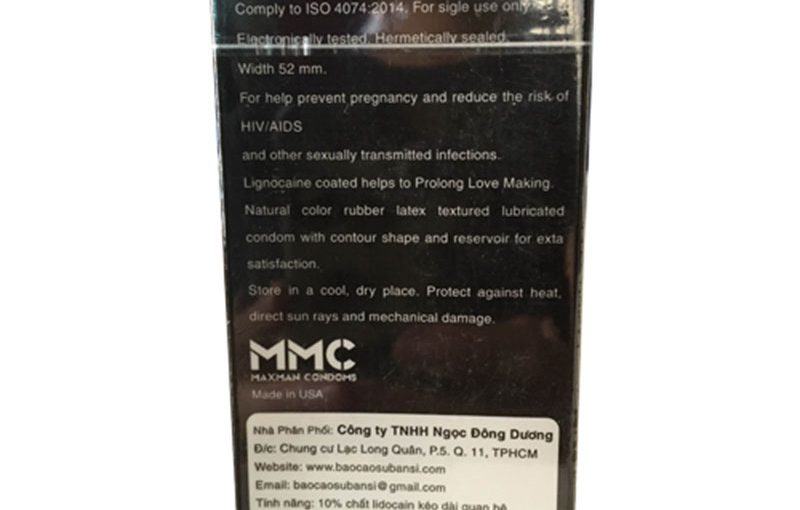 Comply to ISO 4074:2014. For sigle use only
Electronically tested. Hermetically sealed.
Width 52 mm.
For help prevent pregnancy and reduce the risk of
HIV/AIDS
and other sexually transmitted infections.
Lignocaine coated helps to Prolong Love Making.
Natural color rubber latex textured lubricated
condom with contour shape and reservoir for exta
satisfaction.
Store in a cool, dry place. Protect against heat,
direct sun rays and mechanical damage.
MMC
MAXMAN CONDOMS
Made in USA
Nhà Phân Phối: Công ty TNHH Ngọc Đông Dương
Đ/c: Chung cư Lạc Long Quân, P.5. Q. 11, TPHCM
Website: www.baocaosubansi.com
Email: baocaosubansi@gmail.com
Tính năng: 10% chất lidocain kéo dài quan hệ